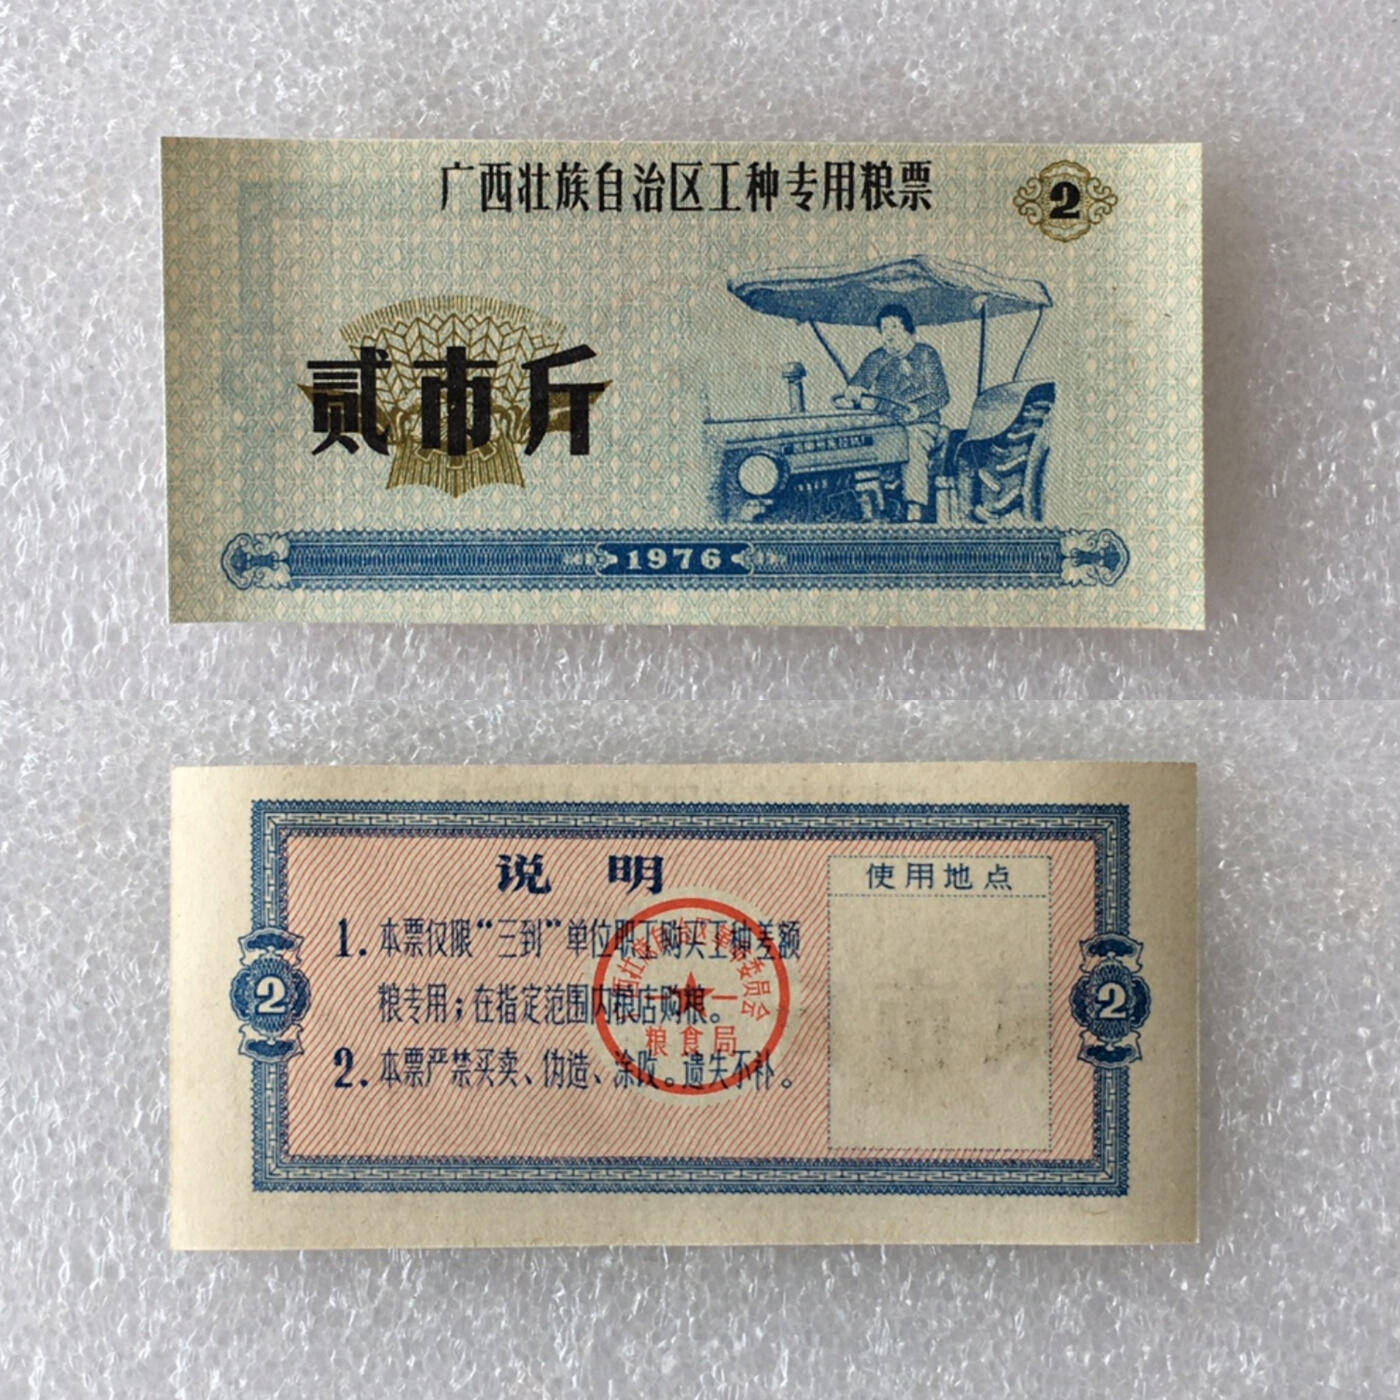 广西壮族自治区工种专用粮票
2
贰市斤
1976
说 明
使用地点
1. 本票仅限“三到”单位职工购买工种差额
粮专用；在指定范围内粮店购粮。
2. 本票严禁买卖、伪造、涂改。遗失不补。
2
2
粮食局